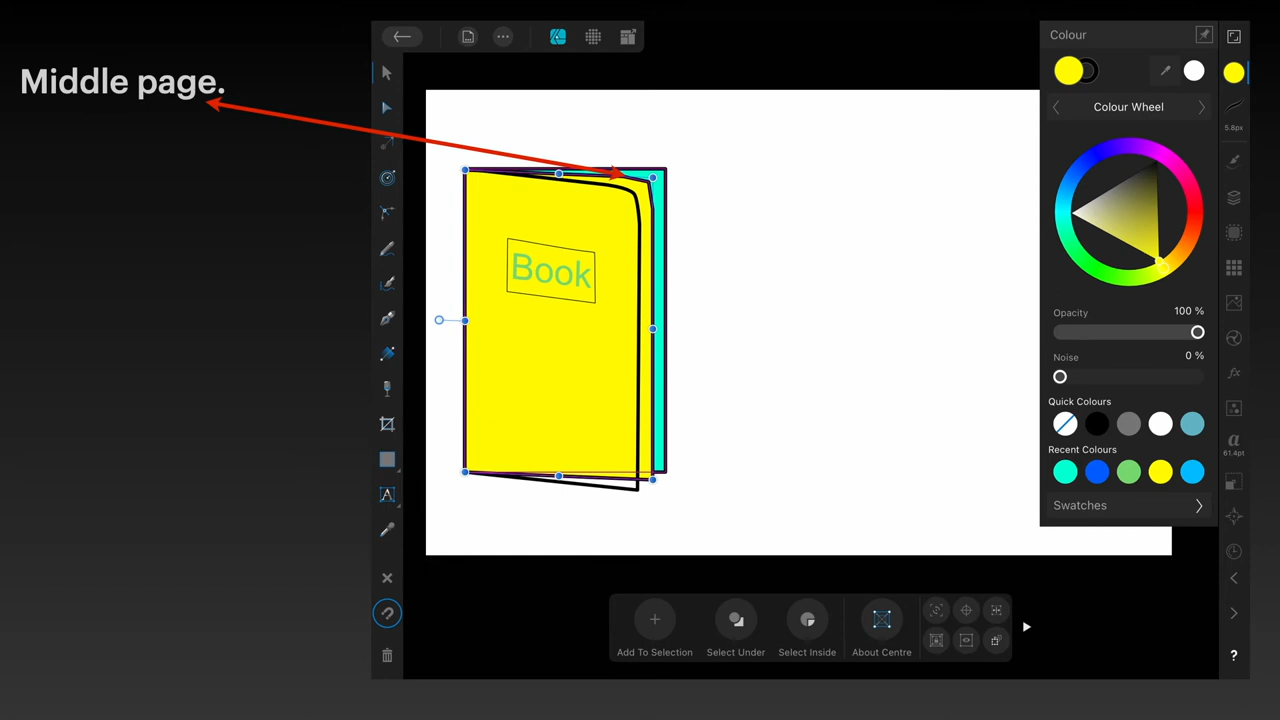 Middle page.
Colour
Colour Wheel
5.8px
Opacity
100 %
Noise
0 %
Quick Colours
Recent Colours
a
61.4pt
Swatches
Book
A
fx
Add To Selection
Select Under
Select Inside
About Centre
?